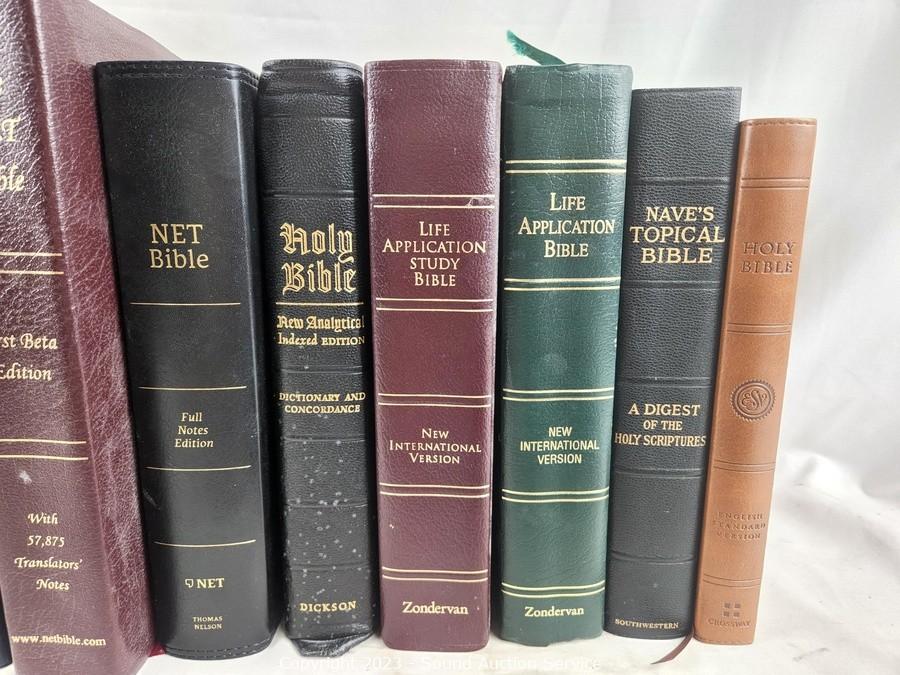 T
ble
rst Beta
Edition
With
57,875
Translators'
Notes
www.netbible.com
NET
Bible
Full
Notes
Edition
NET
THOMAS
NELSON
Holy
Bible
New Analytical
Indexed EDITION
DICTIONARY AND
CONCORDANCE
DICKSON
LIFE
APPLICATION
STUDY
BIBLE
NEW
INTERNATIONAL
VERSION
Zondervan
LIFE
APPLICATION
BIBLE
NEW
INTERNATIONAL
VERSION
Zondervan
NAVE'S
TOPICAL
BIBLE
A DIGEST
OF THE
HOLY SCRIPTURES
SOUTHWESTERN
HOLY
BIBLE
ESV
ENGLISH
STANDARD
VERSION
CROSSWAY
Copyright 2023 - Sound Auction Service